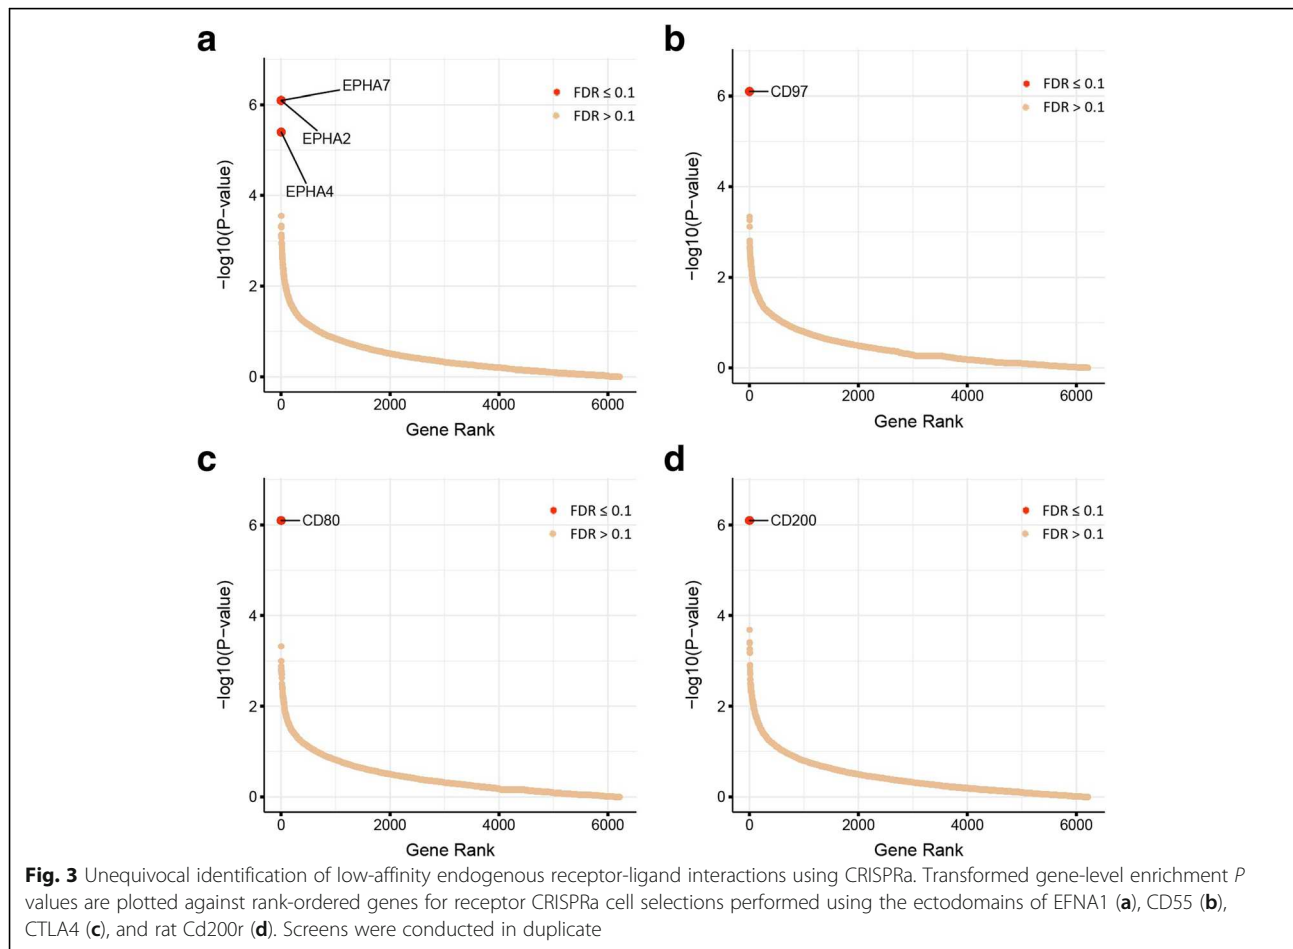 a
EPHA7
EPHA2
EPHA4
FDR ≤ 0.1
FDR > 0.1
−log10(P−value)
6
4
2
0
0 2000 4000 6000
Gene Rank
b
CD97
FDR ≤ 0.1
FDR > 0.1
−log10(P−value)
6
4
2
0
0 2000 4000 6000
Gene Rank
c
CD80
FDR ≤ 0.1
FDR > 0.1
−log10(P−value)
6
4
2
0
0 2000 4000 6000
Gene Rank
d
CD200
FDR ≤ 0.1
FDR > 0.1
−log10(P−value)
6
4
2
0
0 2000 4000 6000
Gene Rank
Fig. 3 Unequivocal identification of low-affinity endogenous receptor-ligand interactions using CRISPRa. Transformed gene-level enrichment P
values are plotted against rank-ordered genes for receptor CRISPRa cell selections performed using the ectodomains of EFNA1 (a), CD55 (b),
CTLA4 (c), and rat Cd200r (d). Screens were conducted in duplicate